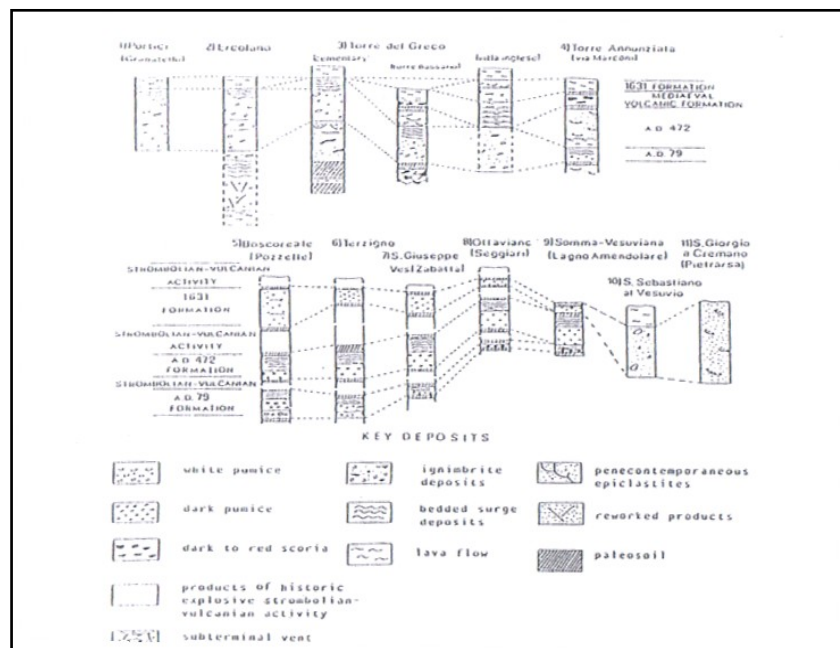 1) Portici
(Granatello)
2) Ercolano
3) Torre del Greco
(cementary)
(villa inglese)
4) Torre Annunziata
(via Marconi)
1631 FORMATION
MEDIAEVAL
VOLCANIC FORMATION
A.D. 472
A.D. 79
5) Boscoreale
(Pozzelle)
6) Terzigno
7) S. Giuseppe
Ves(Zabatta)
8) Ottaviano
(Seggiari)
9) Somma-Vesuviana
(Lagno Amendolare)
10) S. Sebastiano
al Vesuvio
11) S. Giorgio
a Cremano
(Pietrarsa)
STROMBOLIAN-VULCANIAN
ACTIVITY
1631
FORMATION
STROMBOLIAN-VULCANIAN
ACTIVITY
A.D. 472
FORMATION
STROMBOLIAN-VULCANIAN
A.D. 79
FORMATION
KEY DEPOSITS
white pumice
dark pumice
dark to red scoria
products of historic
explosive strombolian-
vulcanian activity
subterminal vent
ignimbrite
deposits
bedded surge
deposits
lava flow
penecontemporaneous
epiclastites
reworked products
paleosoil